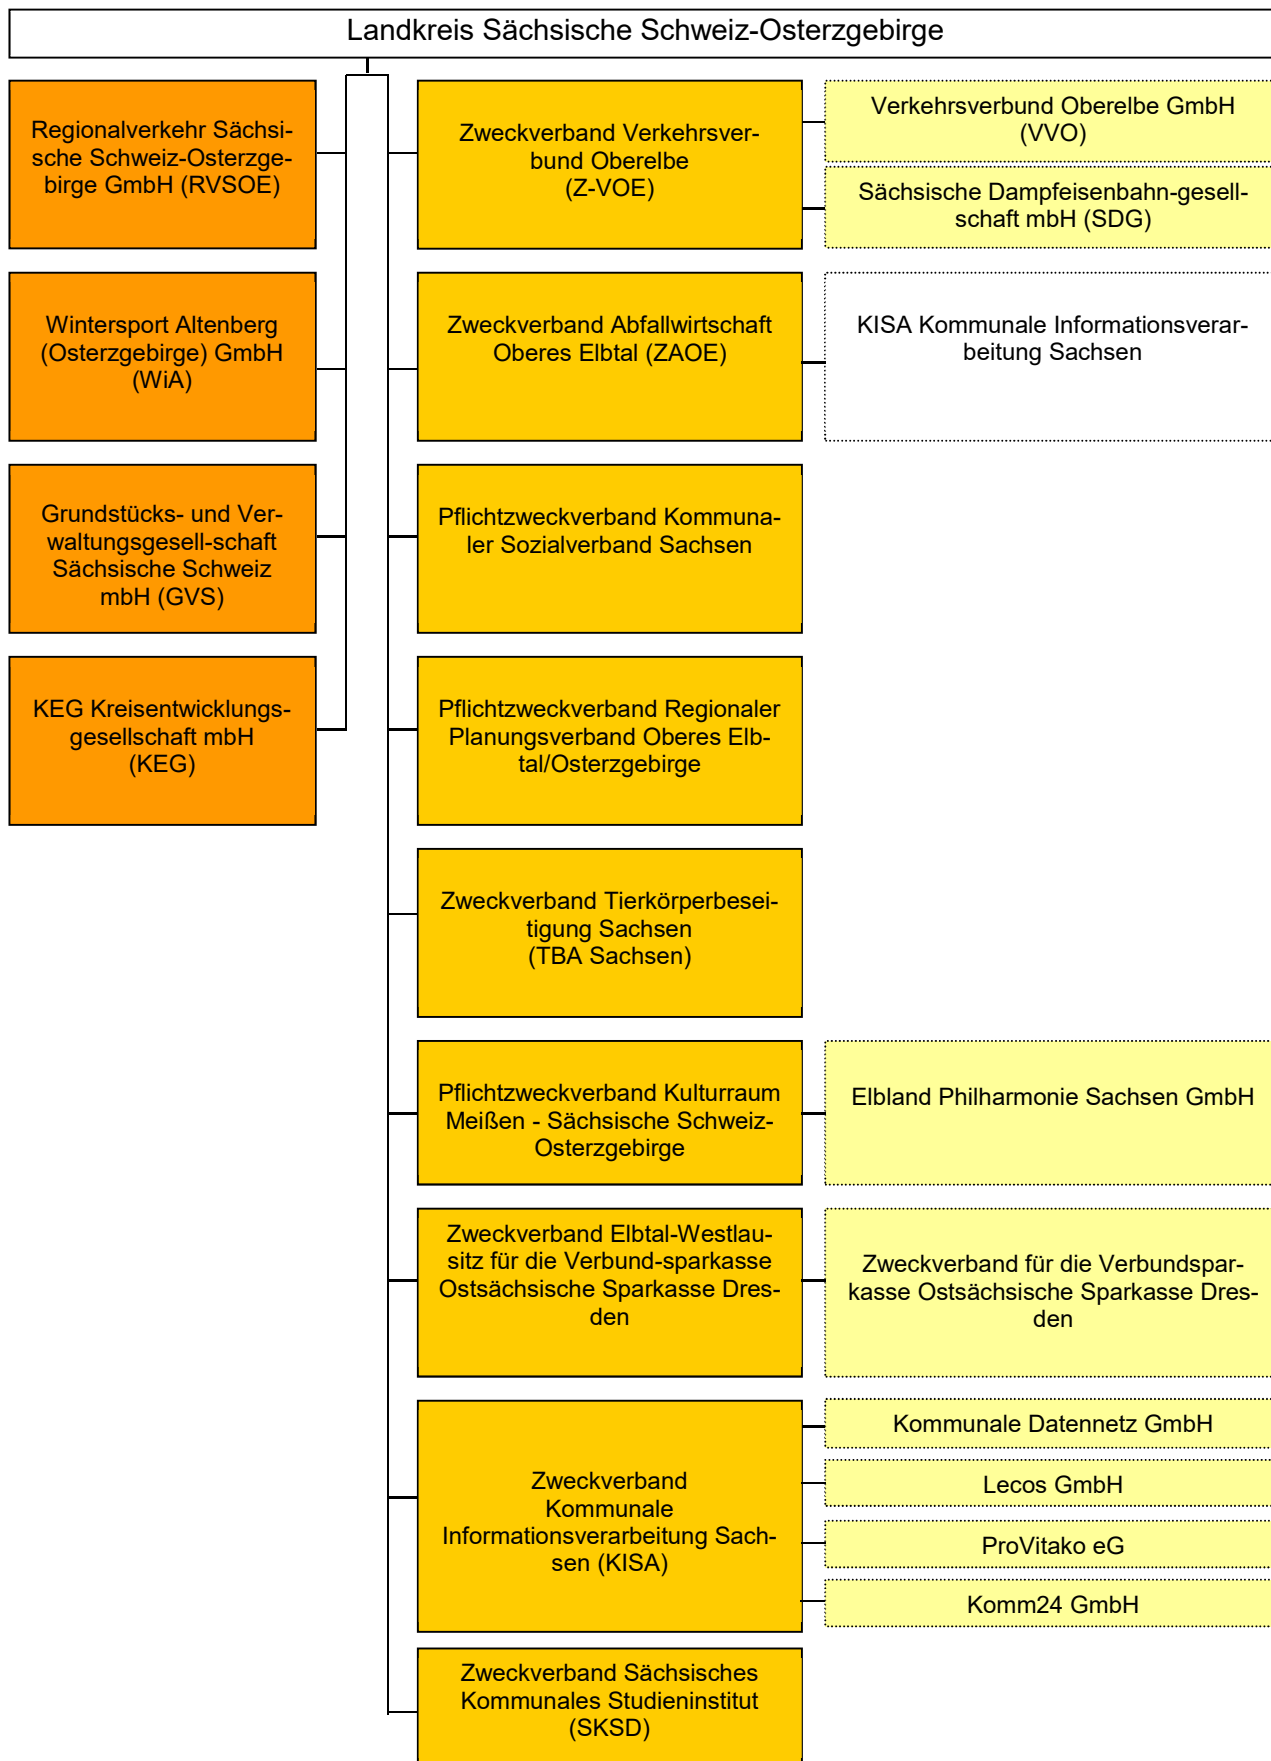 Landkreis Sächsische Schweiz-Osterzgebirge
Regionalverkehr Sächsi-
sche Schweiz-Osterzge-
birge GmbH (RVSOE)
Wintersport Altenberg
(Osterzgebirge) GmbH
(WiA)
Grundstücks- und Ver-
waltungsgesell-schaft
Sächsische Schweiz
mbH (GVS)
KEG Kreisentwicklungs-
gesellschaft mbH
(KEG)
Zweckverband Verkehrsver-
bund Oberelbe
(Z-VOE)
Verkehrsverbund Oberelbe GmbH
(VVO)
Sächsische Dampfeisenbahn-gesell-
schaft mbH (SDG)
Zweckverband Abfallwirtschaft
Oberes Elbtal (ZAOE)
KISA Kommunale Informationsverar-
beitung Sachsen
Pflichtzweckverband Kommuna-
ler Sozialverband Sachsen
Pflichtzweckverband Regionaler
Planungsverband Oberes Elb-
tal/Osterzgebirge
Zweckverband Tierkörperbesei-
tigung Sachsen
(TBA Sachsen)
Pflichtzweckverband Kulturraum
Meißen - Sächsische Schweiz-
Osterzgebirge
Elbland Philharmonie Sachsen GmbH
Zweckverband Elbtal-Westlau-
sitz für die Verbund-sparkasse
Ostsächsische Sparkasse Dres-
den
Zweckverband für die Verbundspar-
kasse Ostsächsische Sparkasse Dres-
den
Zweckverband
Kommunale
Informationsverarbeitung Sach-
sen (KISA)
Kommunale Datennetz GmbH
Lecos GmbH
ProVitako eG
Komm24 GmbH
Zweckverband Sächsisches
Kommunales Studieninstitut
(SKSD)